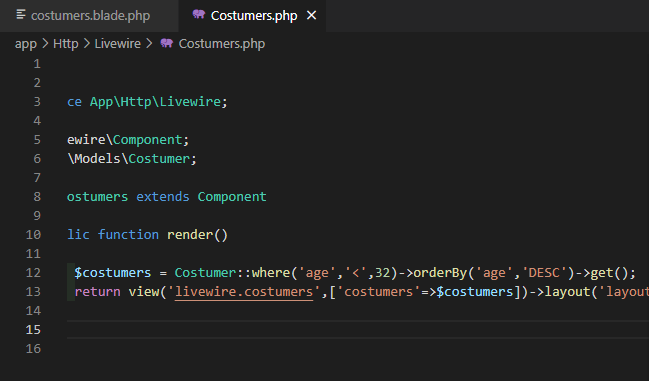 costumers.blade.php Costumers.php
app > Http > Livewire > Costumers.php
1
2
3 ce App\Http\Livewire;
4
5 ewire\Component;
6 \Models\Costumer;
7
8 ostumers extends Component
9
10 lic function render()
11
12 $costumers = Costumer::where('age','<',32)->orderBy('age','DESC')->get();
13 return view('livewire.costumers',['costumers'=>$costumers])->layout('layout
14
15
16